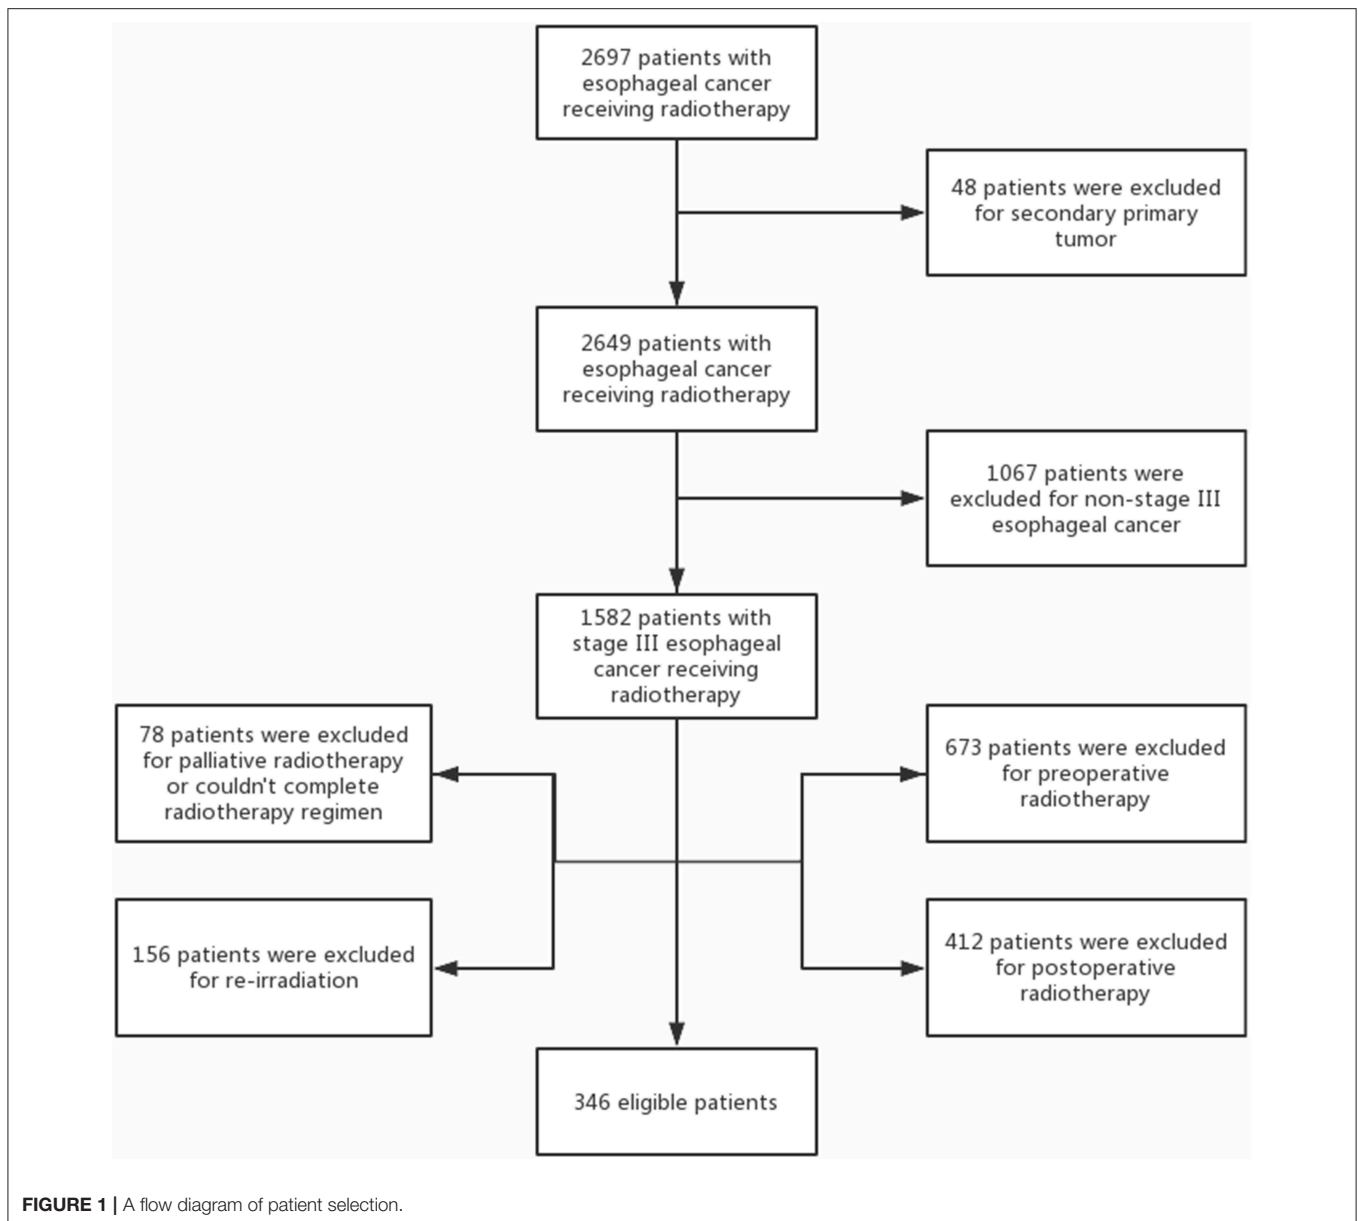 2697 patients with
esophageal cancer
receiving radiotherapy
48 patients were excluded
for secondary primary
tumor
2649 patients with
esophageal cancer
receiving radiotherapy
1067 patients were
excluded for non-stage III
esophageal cancer
1582 patients with
stage III esophageal
cancer receiving
radiotherapy
78 patients were excluded
for palliative radiotherapy
or couldn't complete
radiotherapy regimen
673 patients were excluded
for preoperative
radiotherapy
156 patients were excluded
for re-irradiation
412 patients were excluded
for postoperative
radiotherapy
346 eligible patients
FIGURE 1 | A flow diagram of patient selection.